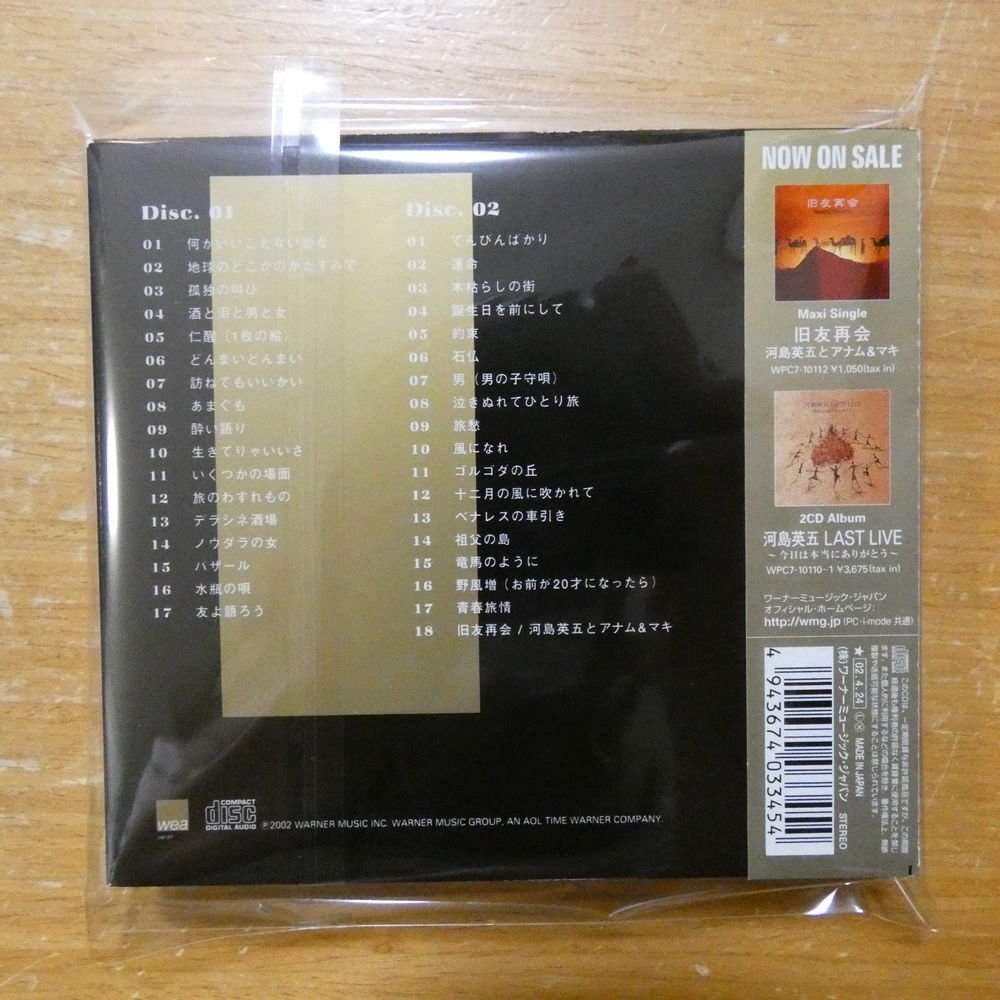 Disc. 01
01 何かいいことないかな
02 地球のどこかのかたすみで
03 孤独の叫び
04 酒と泪と男と女
05 仁醒（1枚の絵）
06 どんまいどんまい
07 訪ねてもいいかい
08 あまぐも
09 酔い語り
10 生きてりゃいいさ
11 いくつかの場面
12 旅のわすれもの
13 デラシネ酒場
14 ノウダラの女
15 バザール
16 水瓶の唄
17 友よ語ろう
Disc. 02
01 てんびんばかり
02 運命
03 木枯らしの街
04 誕生日を前にして
05 約束
06 石仏
07 男（男の子守唄）
08 泣きぬれてひとり旅
09 旅愁
10 風になれ
11 ゴルゴダの丘
12 十二月の風に吹かれて
13 ベナレスの車引き
14 祖父の島
15 竜馬のように
16 野風増（お前が20才になったら）
17 青春旅情
18 旧友再会 / 河島英五とアナム&マキ
wea
COMPACT
disc
DIGITAL AUDIO
℗2002 WARNER MUSIC INC. WARNER MUSIC GROUP, AN AOL TIME WARNER COMPANY.
NOW ON SALE
旧友再会
Maxi Single
旧友再会
河島英五とアナム&マキ
WPC7-10112 ¥1,050(tax in)
河島英五 LAST LIVE
2CD Album
河島英五 LAST LIVE
～今日は本当にありがとう～
WPC7-10110~1 ¥3,675(tax in)
ワーナーミュージック・ジャパン
オフィシャル・ホームページ:
http://wmg.jp (PC・i-mode 共通)
★ 02.4.24 MADE IN JAPAN
(株)ワーナーミュージック・ジャパン STEREO
4 943674 033454